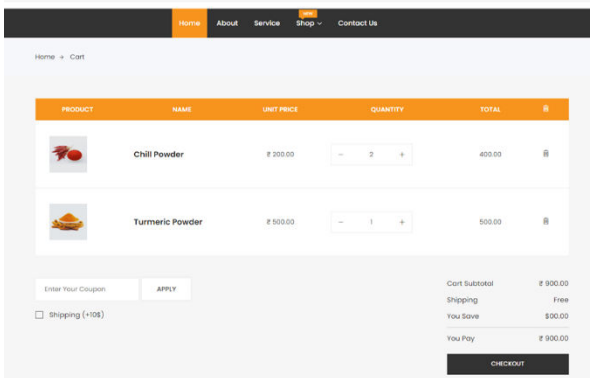 NEW
Home About Service Shop Contact Us
Home → Cart
PRODUCT NAME UNIT PRICE QUANTITY TOTAL
Chill Powder ₹ 200.00 − 2 + 400.00
Turmeric Powder ₹ 500.00 − 1 + 500.00
Enter Your Coupon APPLY
Cart Subtotal ₹ 900.00
Shipping (+10$)
Shipping Free
You Save $00.00
You Pay ₹ 900.00
CHECKOUT